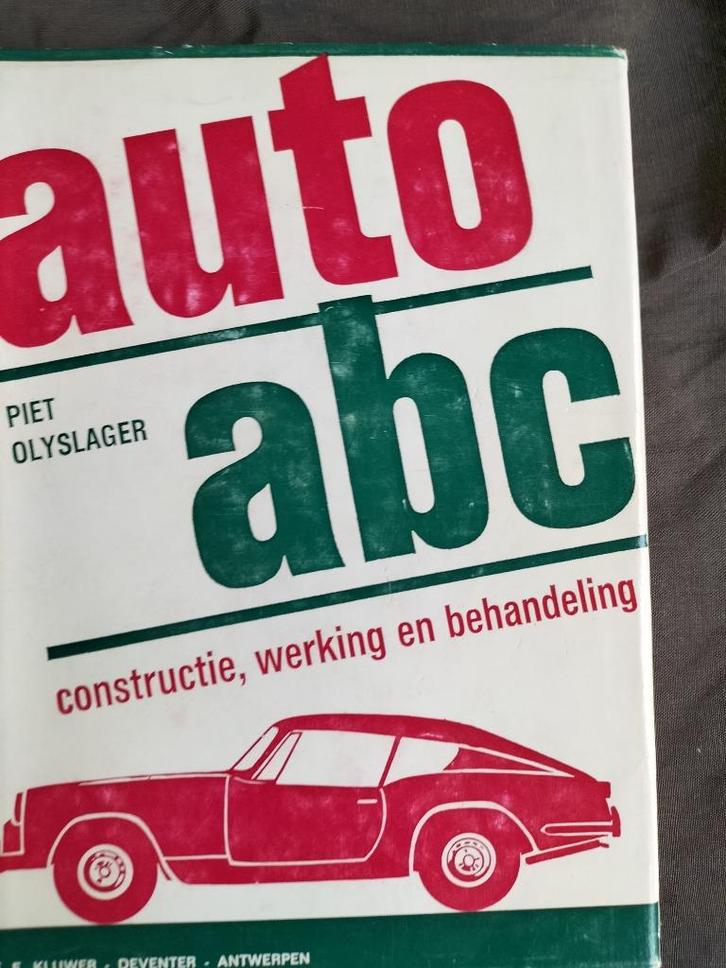 auto
PIET
OLYSLAGER
abc
constructie, werking en behandeling
E. KLUWER - DEVENTER - ANTWERPEN